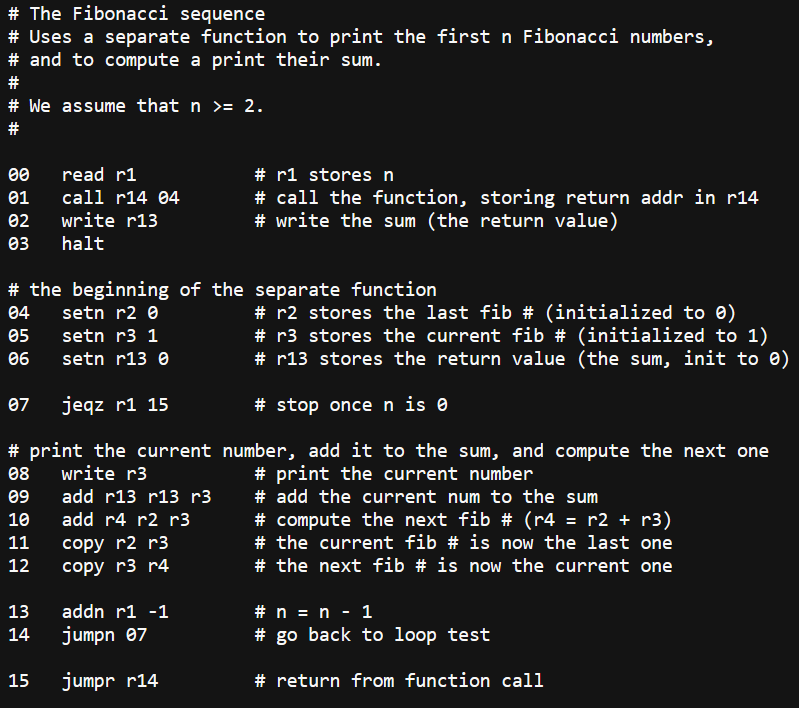 # The Fibonacci sequence
# Uses a separate function to print the first n Fibonacci numbers,
# and to compute a print their sum.
#
# We assume that n >= 2.
#

00   read r1           # r1 stores n
01   call r14 04       # call the function, storing return addr in r14
02   write r13         # write the sum (the return value)
03   halt

# the beginning of the separate function
04   setn r2 0         # r2 stores the last fib # (initialized to 0)
05   setn r3 1         # r3 stores the current fib # (initialized to 1)
06   setn r13 0        # r13 stores the return value (the sum, init to 0)

07   jeqz r1 15        # stop once n is 0

# print the current number, add it to the sum, and compute the next one
08   write r3          # print the current number
09   add r13 r13 r3    # add the current num to the sum
10   add r4 r2 r3      # compute the next fib # (r4 = r2 + r3)
11   copy r2 r3        # the current fib # is now the last one
12   copy r3 r4        # the next fib # is now the current one

13   addn r1 -1        # n = n - 1
14   jumpn 07          # go back to loop test

15   jumpr r14         # return from function call